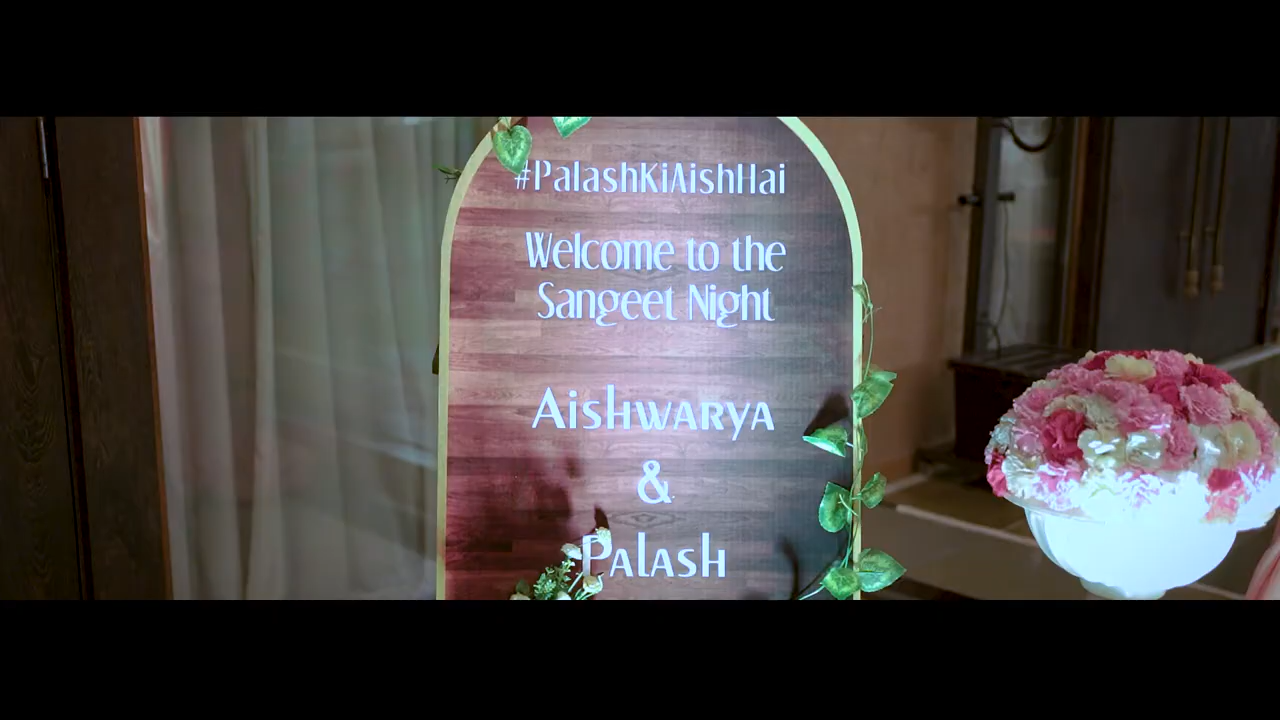 #PalashKiAishHai
Welcome to the
Sangeet Night
Aishwarya
&
Palash